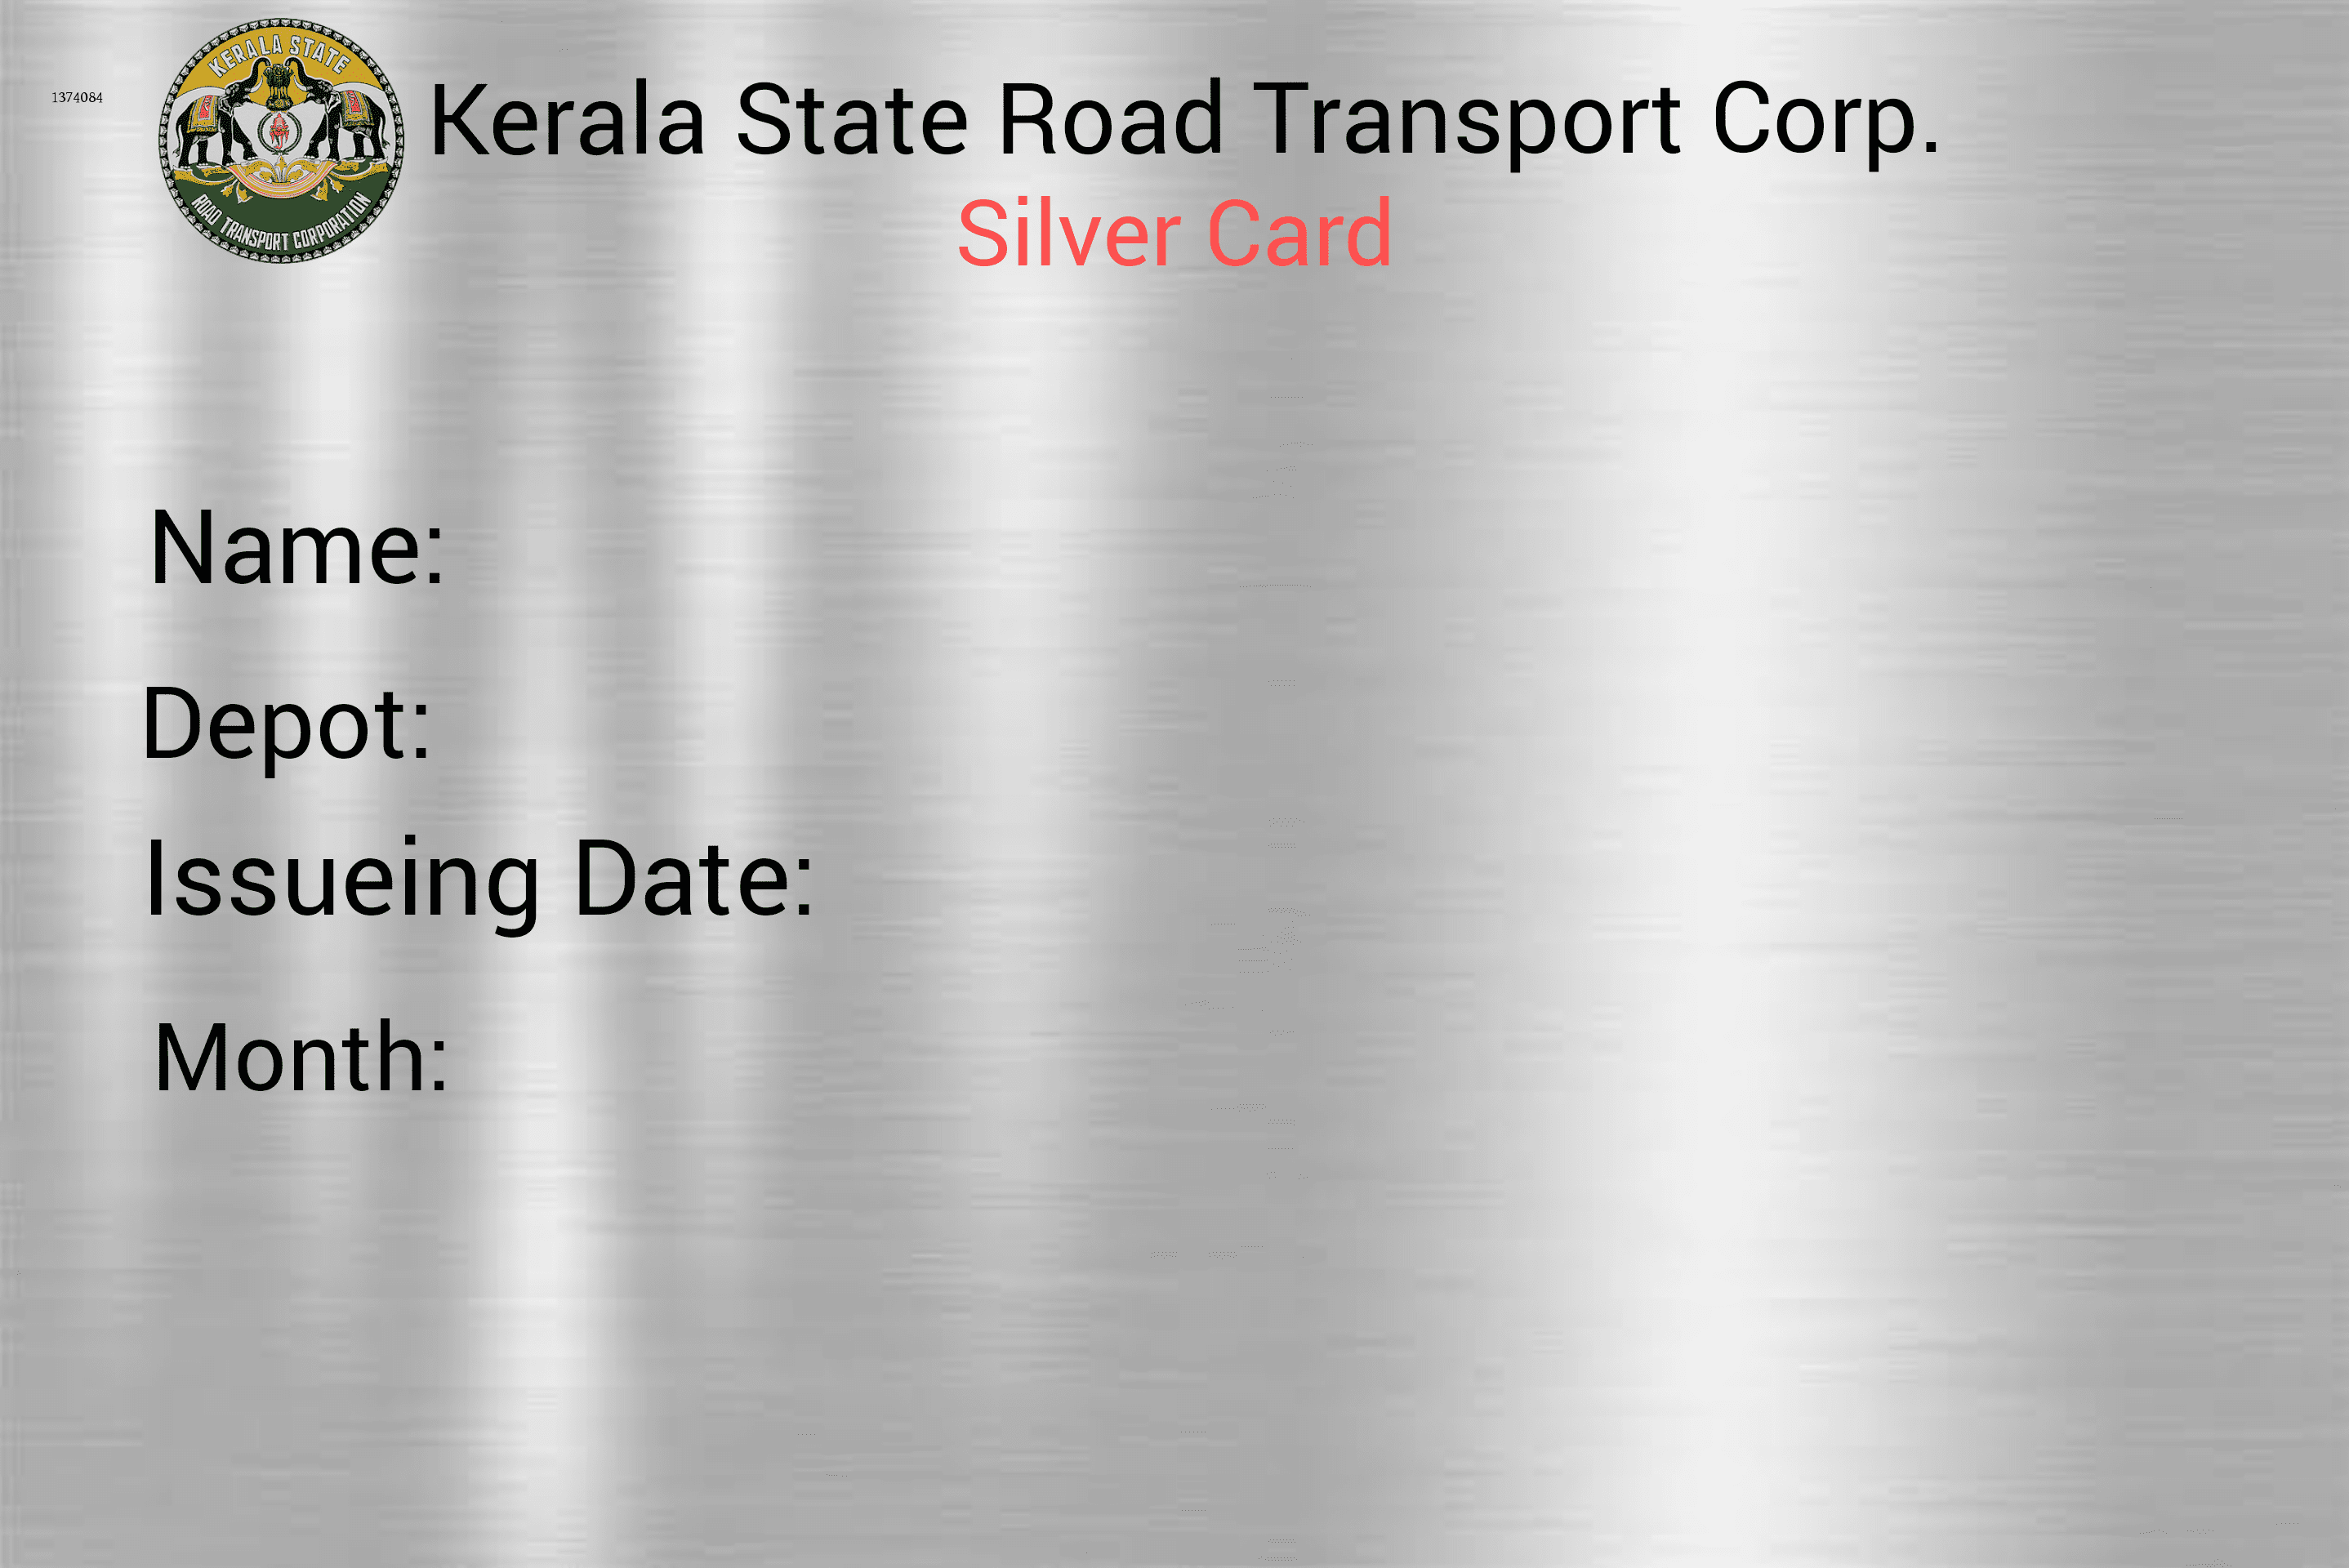 1374084
KERALA STATE
ROAD TRANSPORT CORPORATION
Kerala State Road Transport Corp.
Silver Card
Name:
Depot:
Issueing Date:
Month: